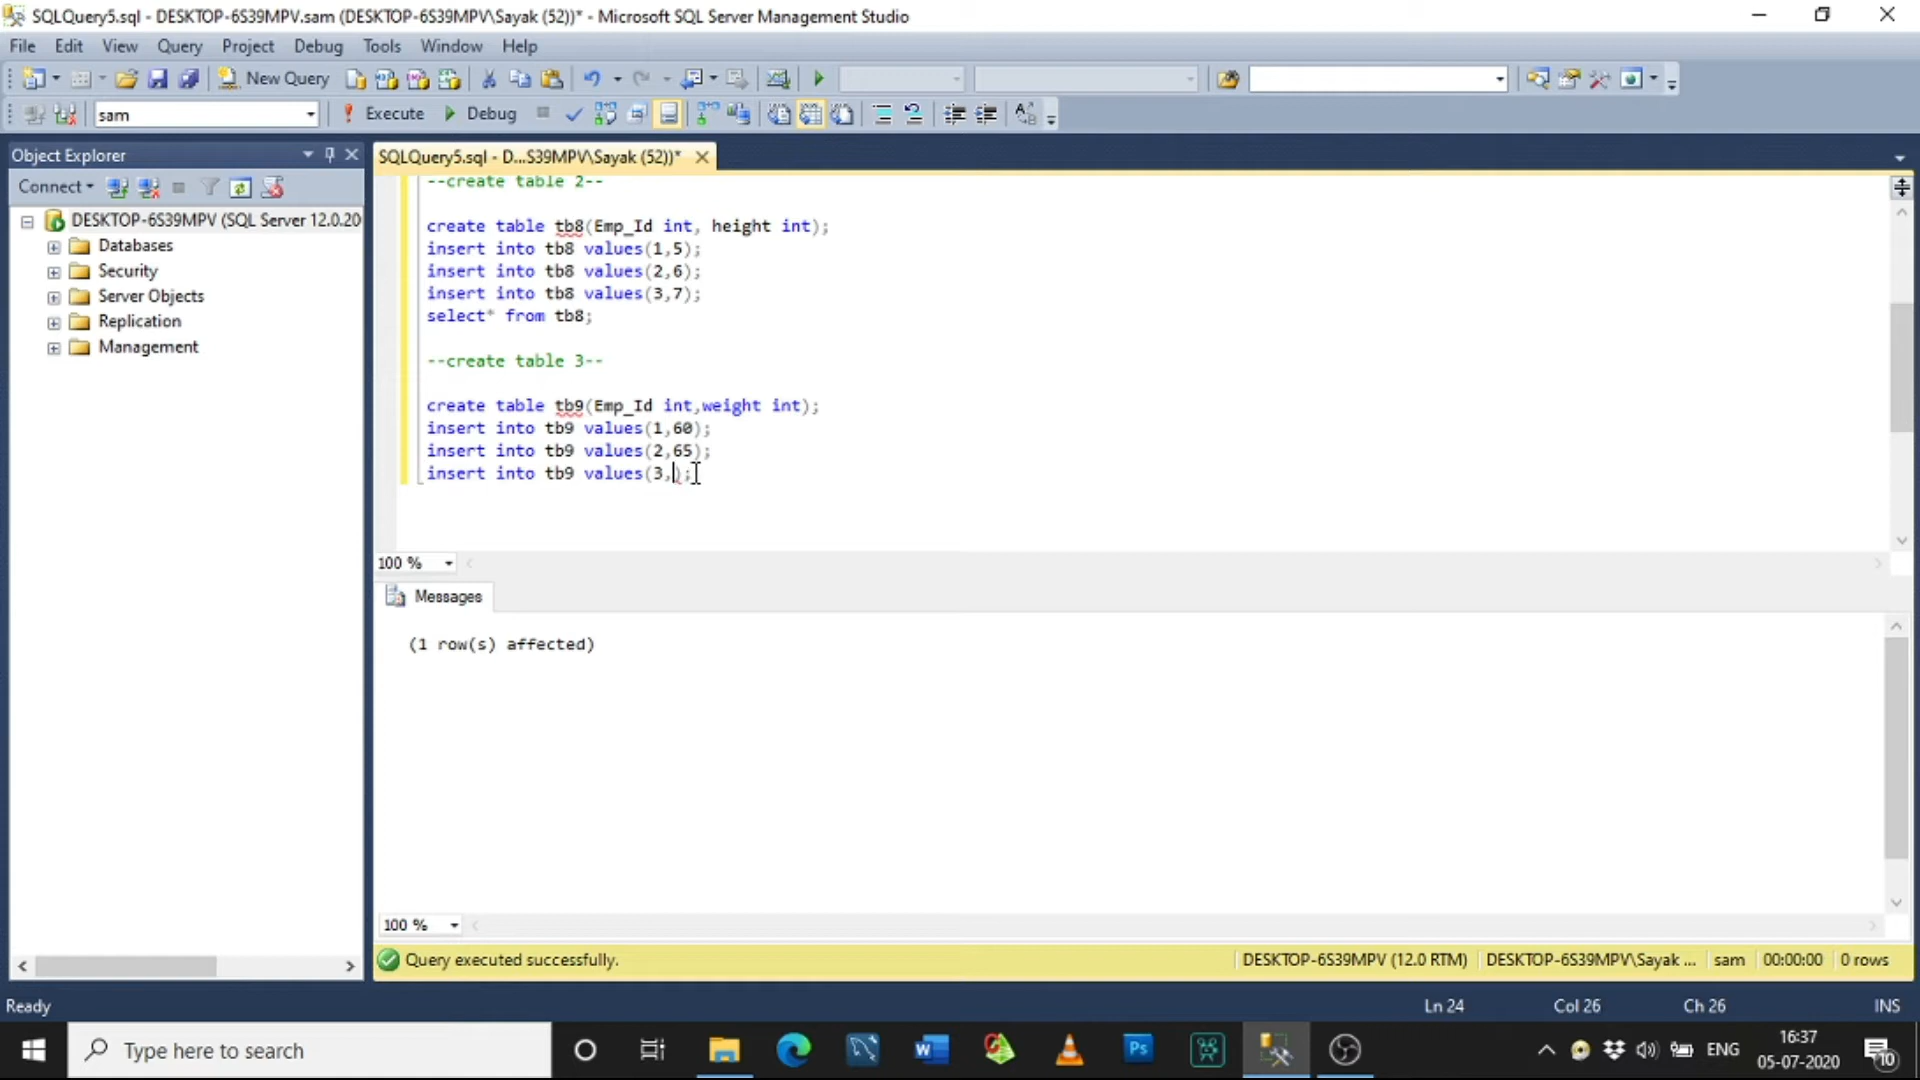 SQLQuery5.sql - DESKTOP-6S39MPV.sam (DESKTOP-6S39MPV\Sayak (52))* - Microsoft SQL Server Management Studio
File Edit View Query Project Debug Tools Window Help
New Query
sam Execute Debug
Object Explorer
SQLQuery5.sql - D...S39MPV\Sayak (52))*
Connect
DESKTOP-6S39MPV (SQL Server 12.0.20
Databases
Security
Server Objects
Replication
Management
--create table 2--
create table tb8(Emp_Id int, height int);
insert into tb8 values(1,5);
insert into tb8 values(2,6);
insert into tb8 values(3,7);
select* from tb8;
--create table 3--
create table tb9(Emp_Id int,weight int);
insert into tb9 values(1,60);
insert into tb9 values(2,65);
insert into tb9 values(3,);
100 %
Messages
(1 row(s) affected)
100 %
Query executed successfully. DESKTOP-6S39MPV (12.0 RTM) DESKTOP-6S39MPV\Sayak ... sam 00:00:00 0 rows
Ready Ln 24 Col 26 Ch 26 INS
Type here to search
W
Ps
ENG
16:37
05-07-2020
10